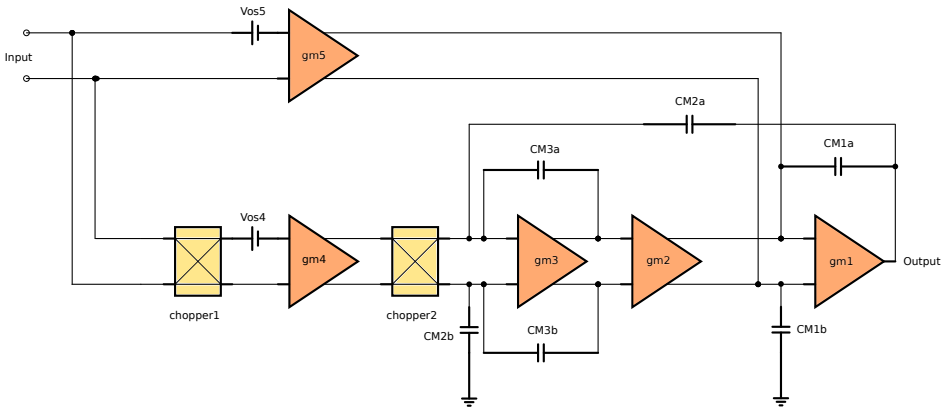 Vos5
gm5
Input
CM2a
CM1a
CM3a
Vos4
gm4
gm3
gm2
gm1
Output
chopper1
chopper2
CM2b
CM3b
CM1b